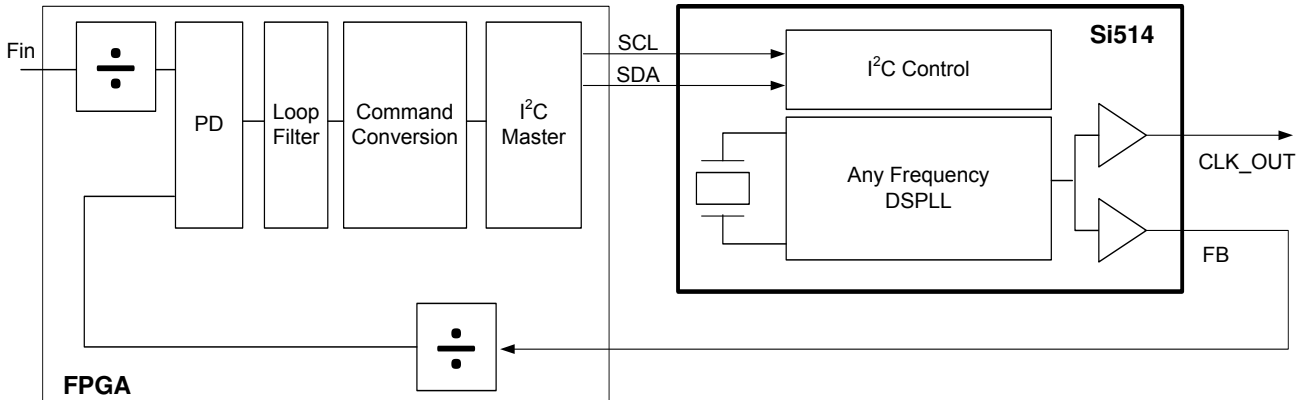 Fin
÷
PD
Loop
Filter
Command
Conversion
I²C
Master
÷
FPGA
SCL
SDA
Si514
I²C Control
Any Frequency
DSPLL
CLK_OUT
FB